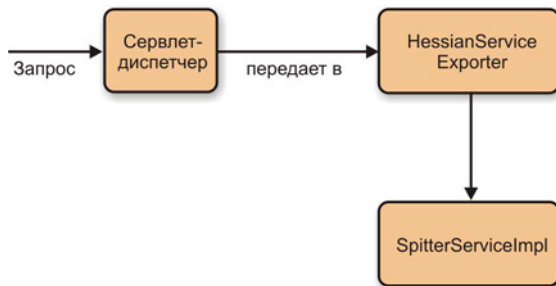 Запрос
Сервлет-
диспетчер
передает в
HessianService
Exporter
SpitterServiceImpl